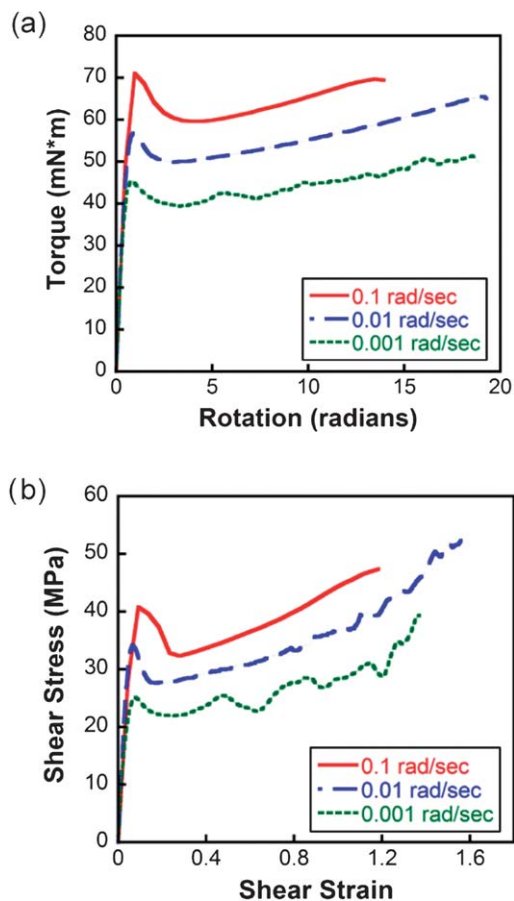 (a)
80
70
60
50
40
30
20
10
0
Torque (mN*m)
0.1 rad/sec
0.01 rad/sec
0.001 rad/sec
0 5 10 15 20
Rotation (radians)
(b)
60
50
40
30
20
10
0
Shear Stress (MPa)
0.1 rad/sec
0.01 rad/sec
0.001 rad/sec
0 0.4 0.8 1.2 1.6
Shear Strain